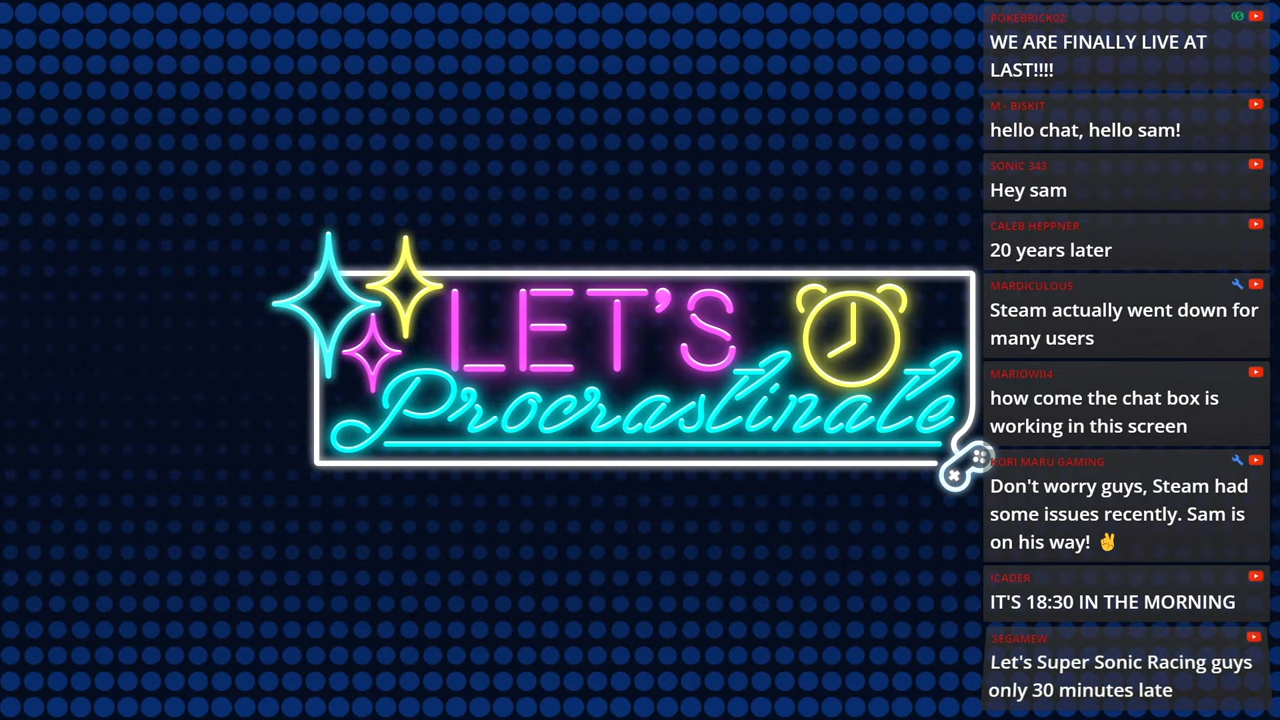 LET'S
Procrastinate
POKEBRICK02
WE ARE FINALLY LIVE AT
LAST!!!!
M - BISKIT
hello chat, hello sam!
SONIC 343
Hey sam
CALEB HEPPNER
20 years later
MARDICULOUS
Steam actually went down for
many users
MARIOWII4
how come the chat box is
working in this screen
KORI MARU GAMING
Don't worry guys, Steam had
some issues recently. Sam is
on his way! ✌️
ICADER
IT'S 18:30 IN THE MORNING
SEGAMEW
Let's Super Sonic Racing guys
only 30 minutes late